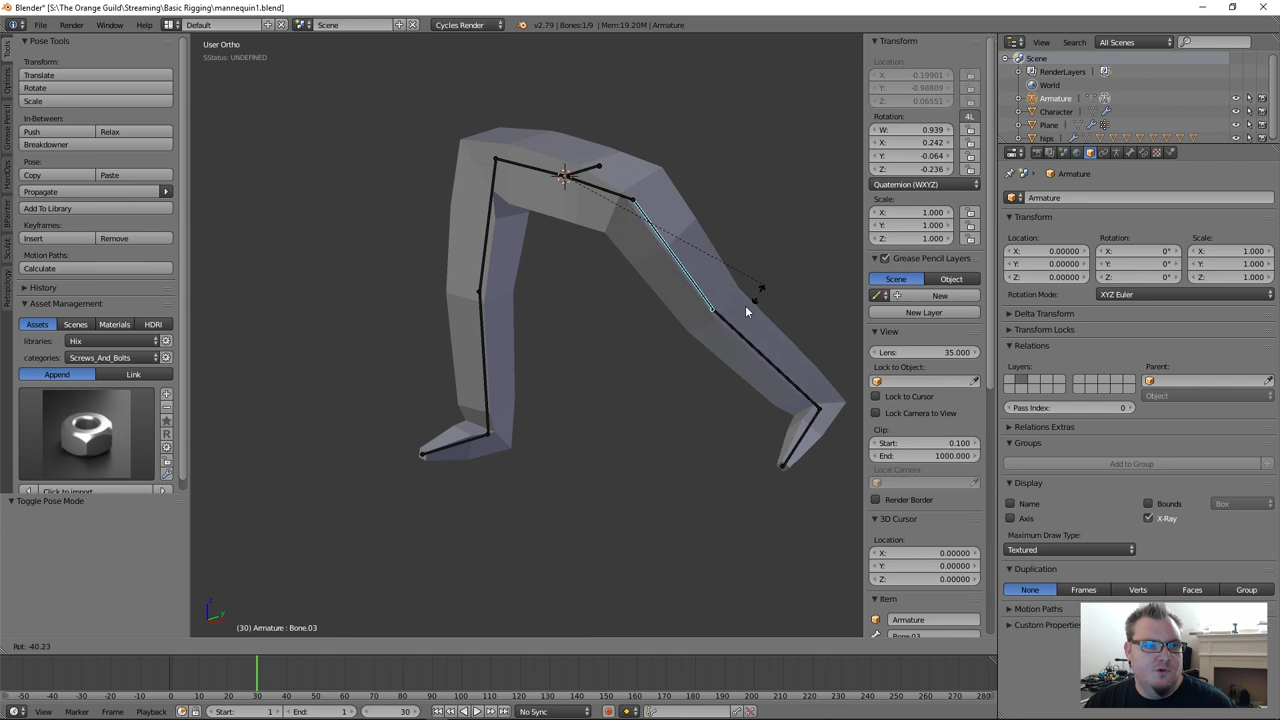 Blender* [S:\The Orange Guild\Streaming\Basic Rigging\mannequin1.blend]
File Render Window Help Default Scene Cycles Render v2.79 | Bones:1/9 | Mem:19.20M | Armature
View Search All Scenes
Tools
Options
Grease Pencil
HardOps
BPainter
Sculpt
Retopology
Pose Tools
Transform:
Translate
Rotate
Scale
In-Between:
Push Relax
Breakdowner
Pose:
Copy Paste
Propagate
Add To Library
Keyframes:
Insert Remove
Motion Paths:
Calculate
History
Asset Management
Assets Scenes Materials HDRI
libraries: Hix
categories: Screws_And_Bolts
Append Link
R
Click to import
Toggle Pose Mode
User Ortho
SStatus: UNDEFINED
z
y
(30) Armature : Bone.03
Transform
Location:
X: -0.19901
Y: -0.98809
Z: 0.06551
Rotation: 4L
W: 0.939
X: 0.242
Y: -0.064
Z: -0.236
Quaternion (WXYZ)
Scale:
X: 1.000
Y: 1.000
Z: 1.000
Grease Pencil Layers
Scene Object
New
New Layer
View
Lens: 35.000
Lock to Object:
Lock to Cursor
Lock Camera to View
Clip:
Start: 0.100
End: 1000.000
Local Camera:
Render Border
3D Cursor
Location:
X: 0.00000
Y: 0.00000
Z: 0.00000
Item
Armature
Bone.03
Scene
RenderLayers
World
Armature
Character
Plane
hips
Armature
Armature
Transform
Location: Rotation: Scale:
X: 0.00000 X: 0° X: 1.000
Y: 0.00000 Y: 0° Y: 1.000
Z: 0.00000 Z: 0° Z: 1.000
Rotation Mode: XYZ Euler
Delta Transform
Transform Locks
Relations
Layers: Parent:
Object
Pass Index: 0
Relations Extras
Groups
Add to Group
Display
Name Bounds Box
Axis X-Ray
Maximum Draw Type:
Textured
Duplication
None Frames Verts Faces Group
Motion Paths
Custom Properties
Rot: -40.23
-50 -40 -30 -20 -10 0 10 20 30 40 50 60 70 80 90 100 110 120 130 140 150 160 170 180 190 200 210 220 230 240 250 260 270 280
View Marker Frame Playback Start: 1 End: 1 30 No Sync